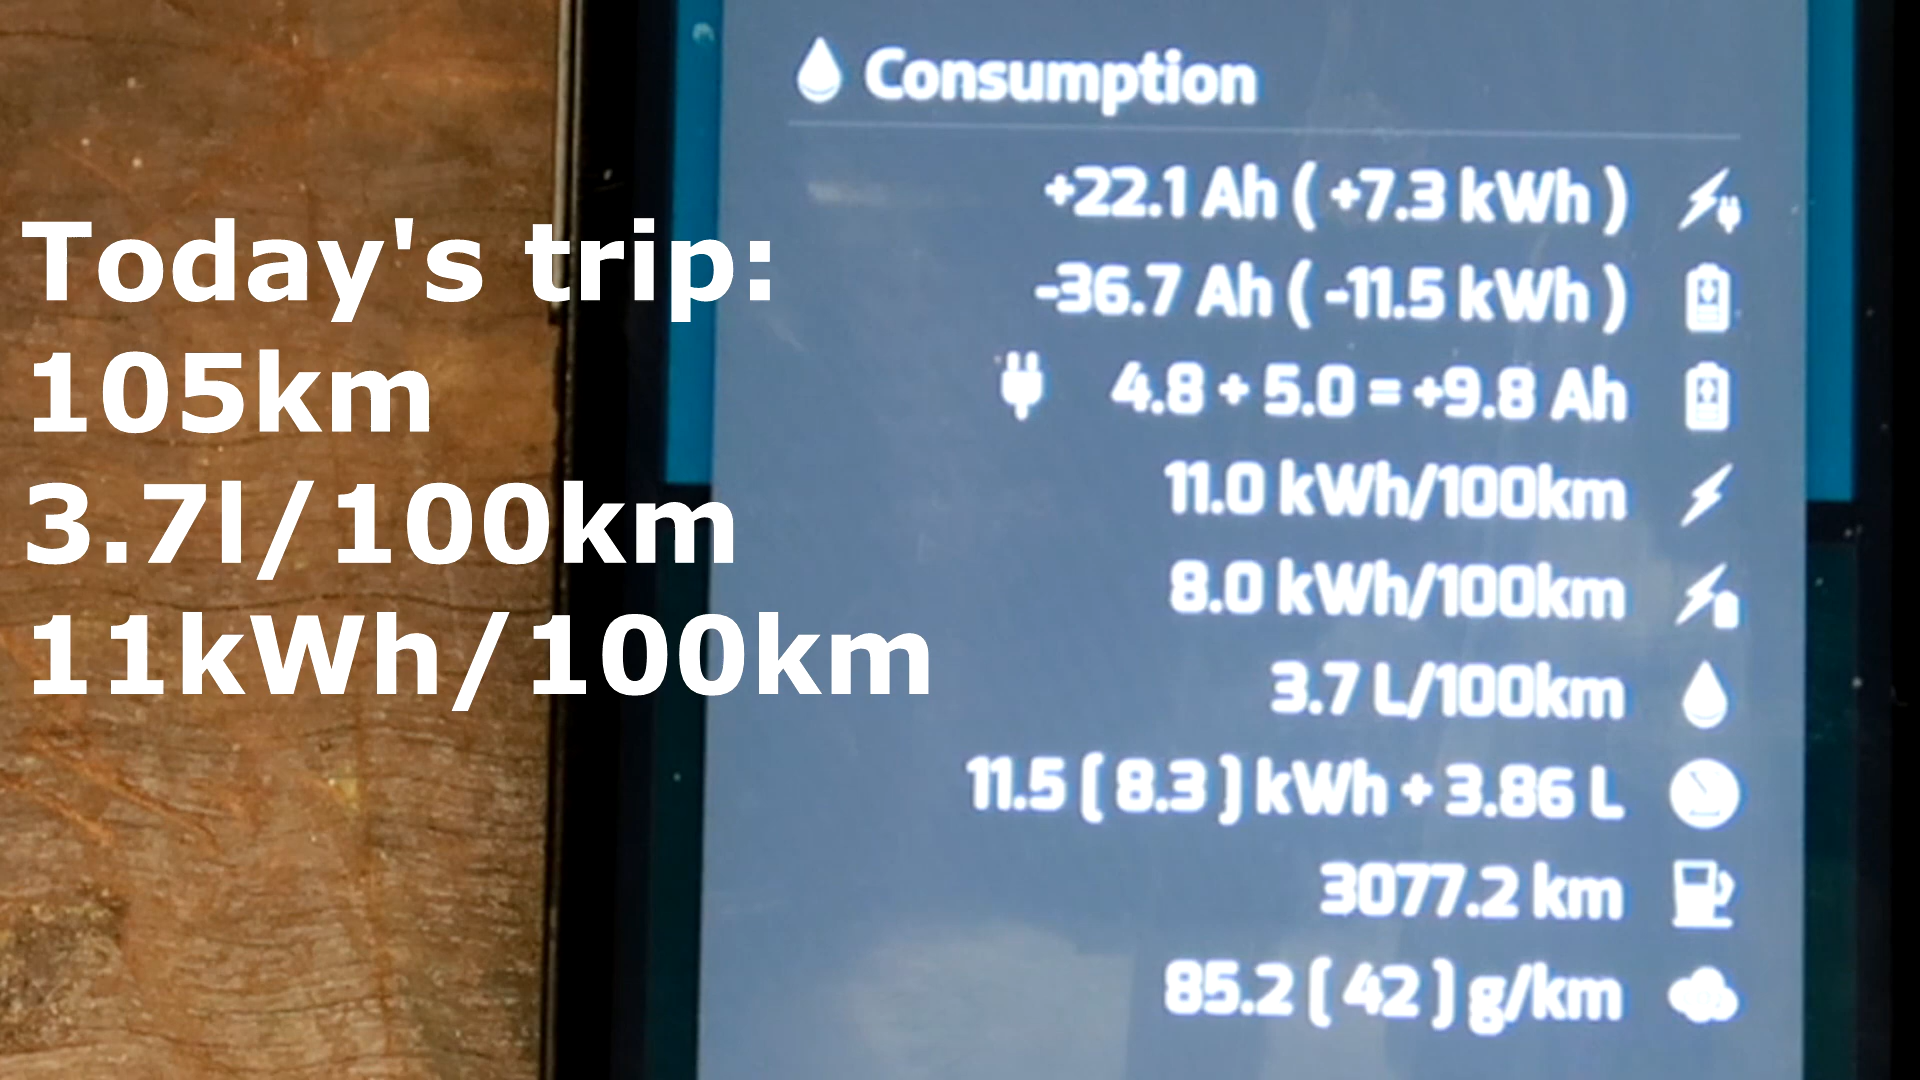 Today's trip:
105km
3.7l/100km
11kWh/100km
Consumption
+22.1 Ah ( +7.3 kWh )
-36.7 Ah ( -11.5 kWh )
4.8 + 5.0 = +9.8 Ah
11.0 kWh/100km
8.0 kWh/100km
3.7 L/100km
11.5 [ 8.3 ] kWh + 3.86 L
3077.2 km
85.2 [ 42 ] g/km